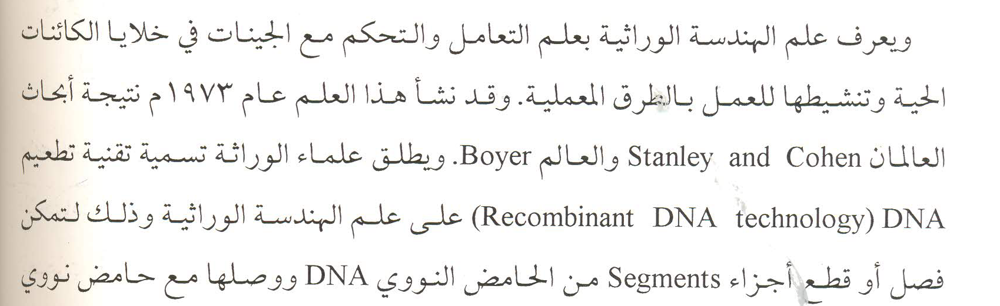 ويعرف علم الهندسة الوراثية بعلم التعامل والتحكم مع الجينات في خلايا الكائنات
الحية وتنشيطها للعمل بالطرق المعملية. وقد نشأ هذا العلم عام ١٩٧٣م نتيجة أبحاث
العالمان Stanley and Cohen والعالم Boyer. ويطلق علماء الوراثة تسمية تقنية تطعيم
DNA (Recombinant DNA technology) على علم الهندسة الوراثية وذلك لتمكن
فصل أو قطع أجزاء Segments من الحامض النووي DNA ووصلها مع حامض نووي